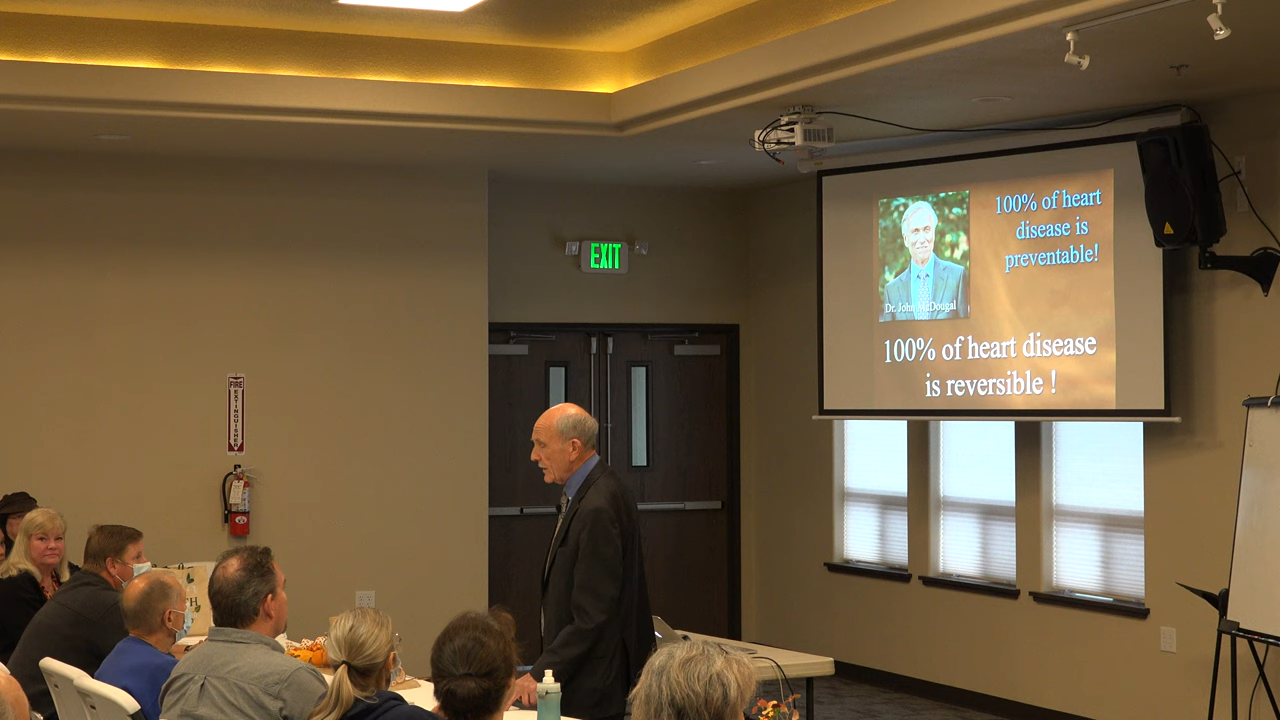 EXIT
100% of heart
disease is
preventable!
Dr. John McDougal
100% of heart disease
is reversible !
FIRE
EXTINGUISHER